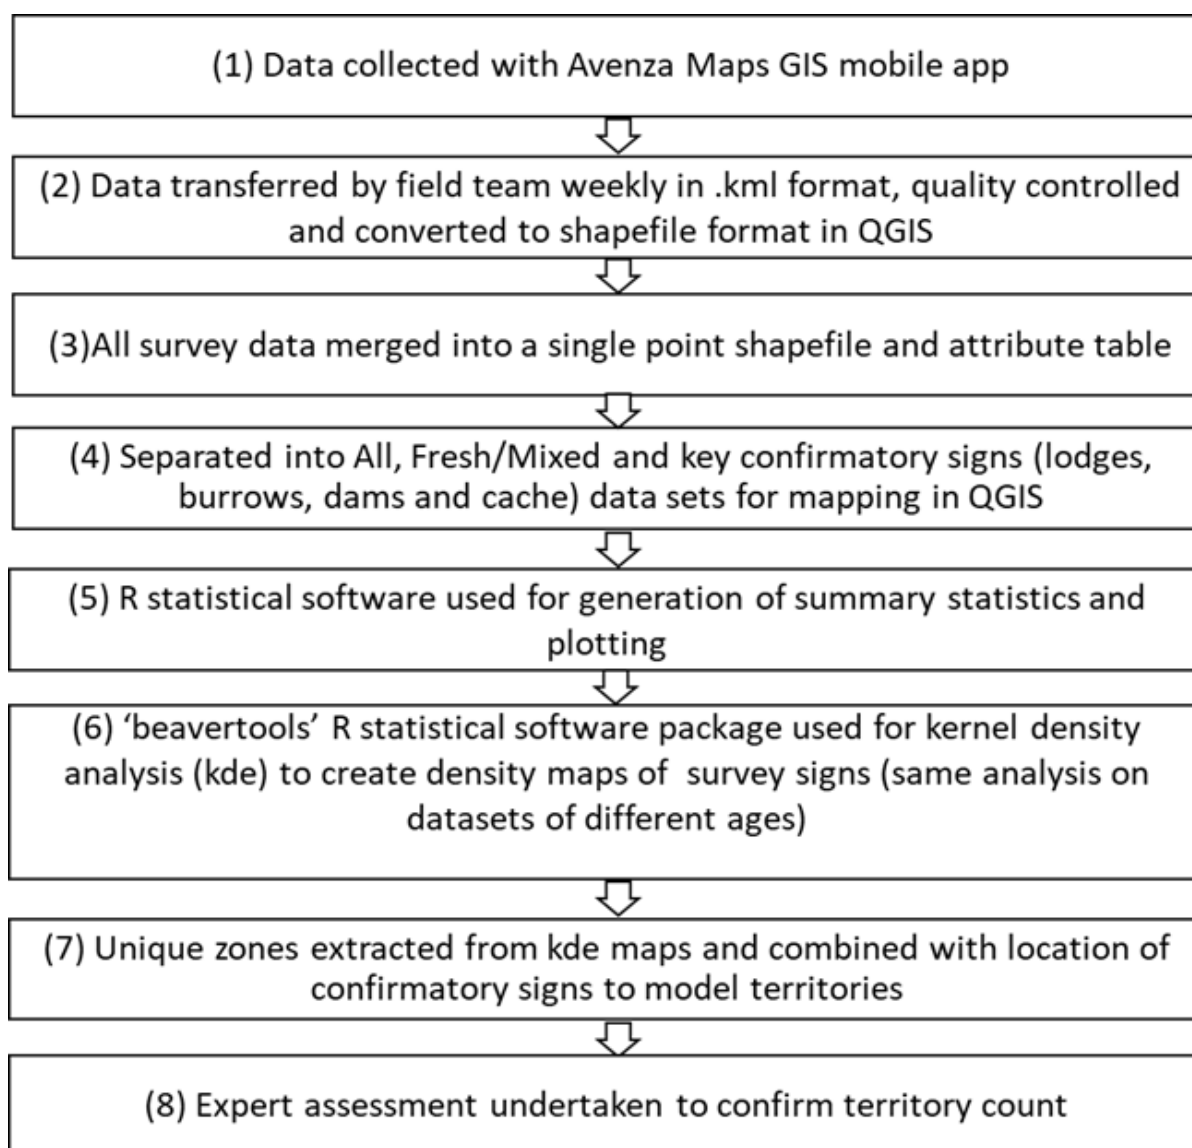 (1) Data collected with Avenza Maps GIS mobile app
(2) Data transferred by field team weekly in .kml format, quality controlled
and converted to shapefile format in QGIS
(3)All survey data merged into a single point shapefile and attribute table
(4) Separated into All, Fresh/Mixed and key confirmatory signs (lodges,
burrows, dams and cache) data sets for mapping in QGIS
(5) R statistical software used for generation of summary statistics and
plotting
(6) ‘beavertools’ R statistical software package used for kernel density
analysis (kde) to create density maps of  survey signs (same analysis on
datasets of different ages)
(7) Unique zones extracted from kde maps and combined with location of
confirmatory signs to model territories
(8) Expert assessment undertaken to confirm territory count